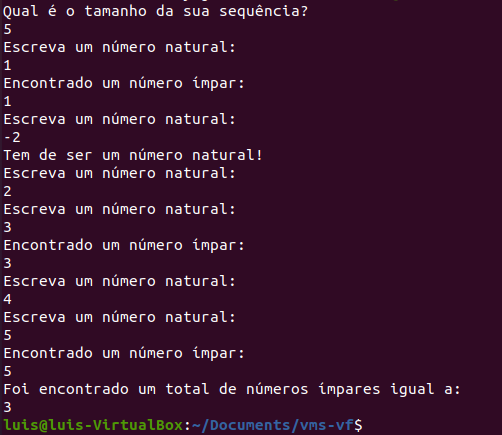 Qual é o tamanho da sua sequência?
5
Escreva um número natural:
1
Encontrado um número ímpar:
1
Escreva um número natural:
-2
Tem de ser um número natural!
Escreva um número natural:
2
Escreva um número natural:
3
Encontrado um número ímpar:
3
Escreva um número natural:
4
Escreva um número natural:
5
Encontrado um número ímpar:
5
Foi encontrado um total de números ímpares igual a:
3
luis@luis-VirtualBox:~/Documents/vms-vf$